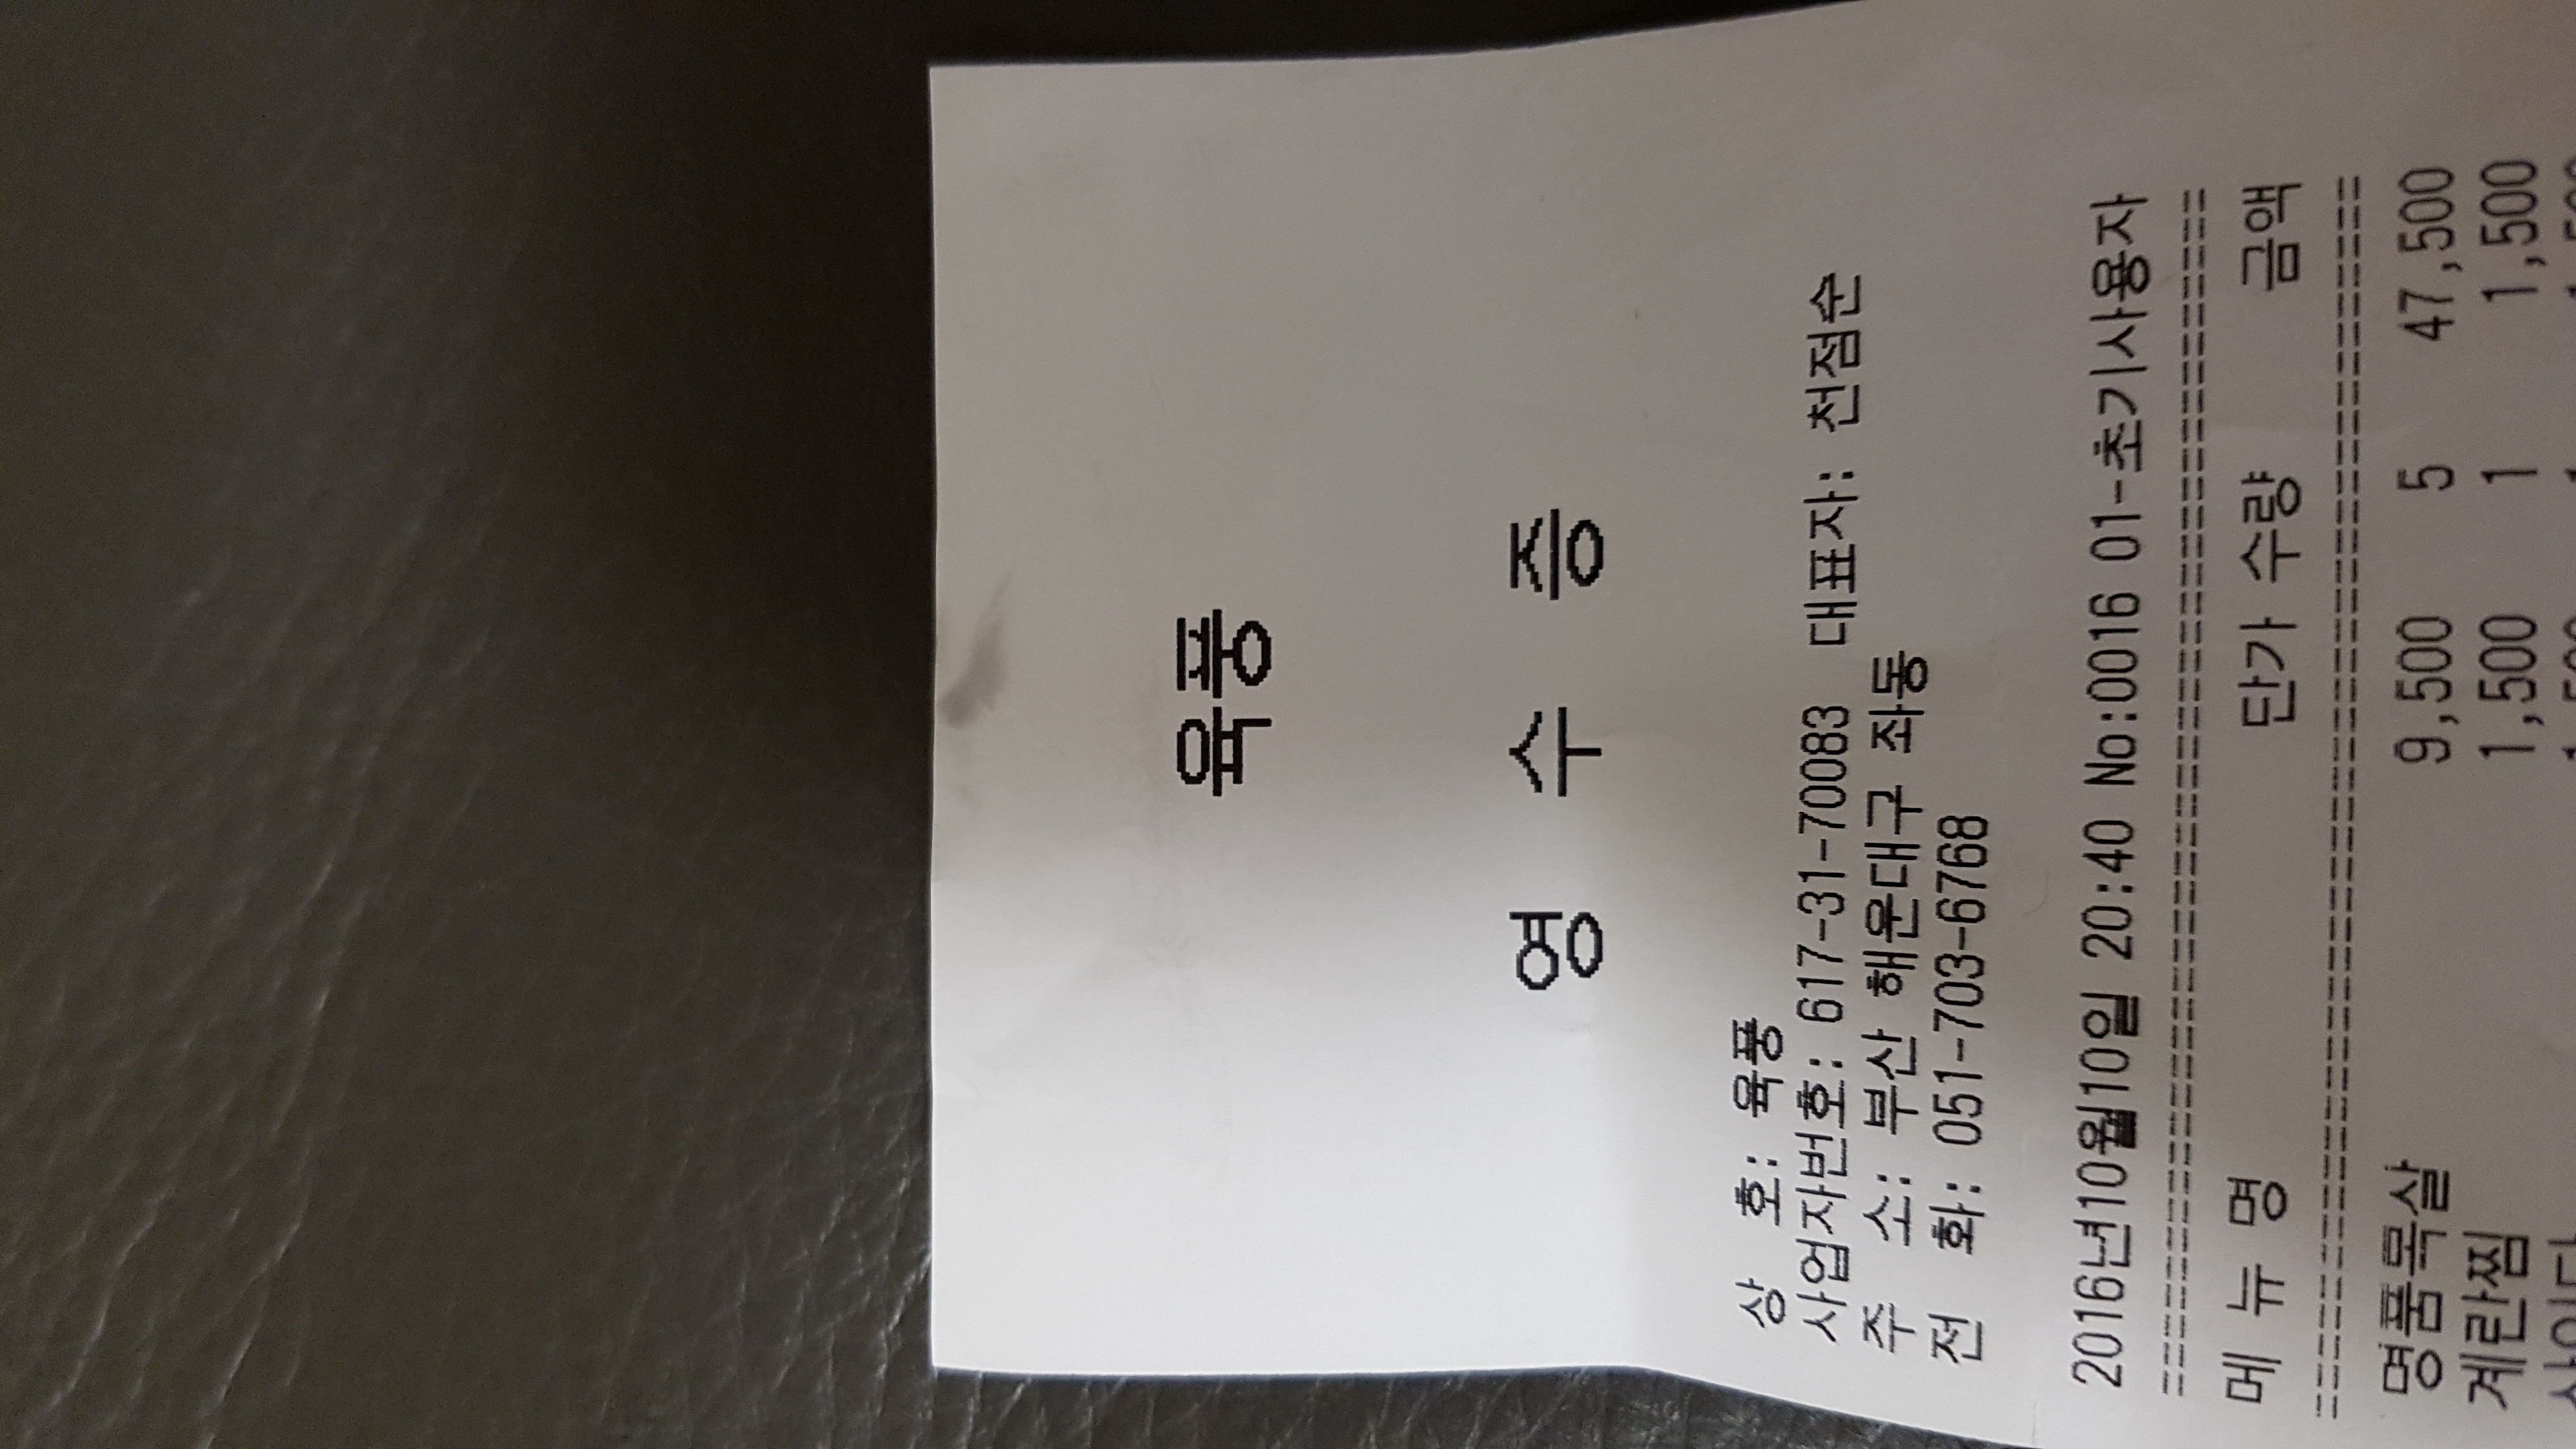 육풍
영 수 증
상 호: 육풍
사업자번호: 617-31-70083 대표자: 천점순
주 소: 부산 해운대구 좌동
전 화: 051-703-6768
2016년10월10일 20:40 No:0016 01-초기사용자
========================================
메 뉴 명 단가 수량 금액
========================================
명품목살 9,500 5 47,500
계란찜 1,500 1 1,500